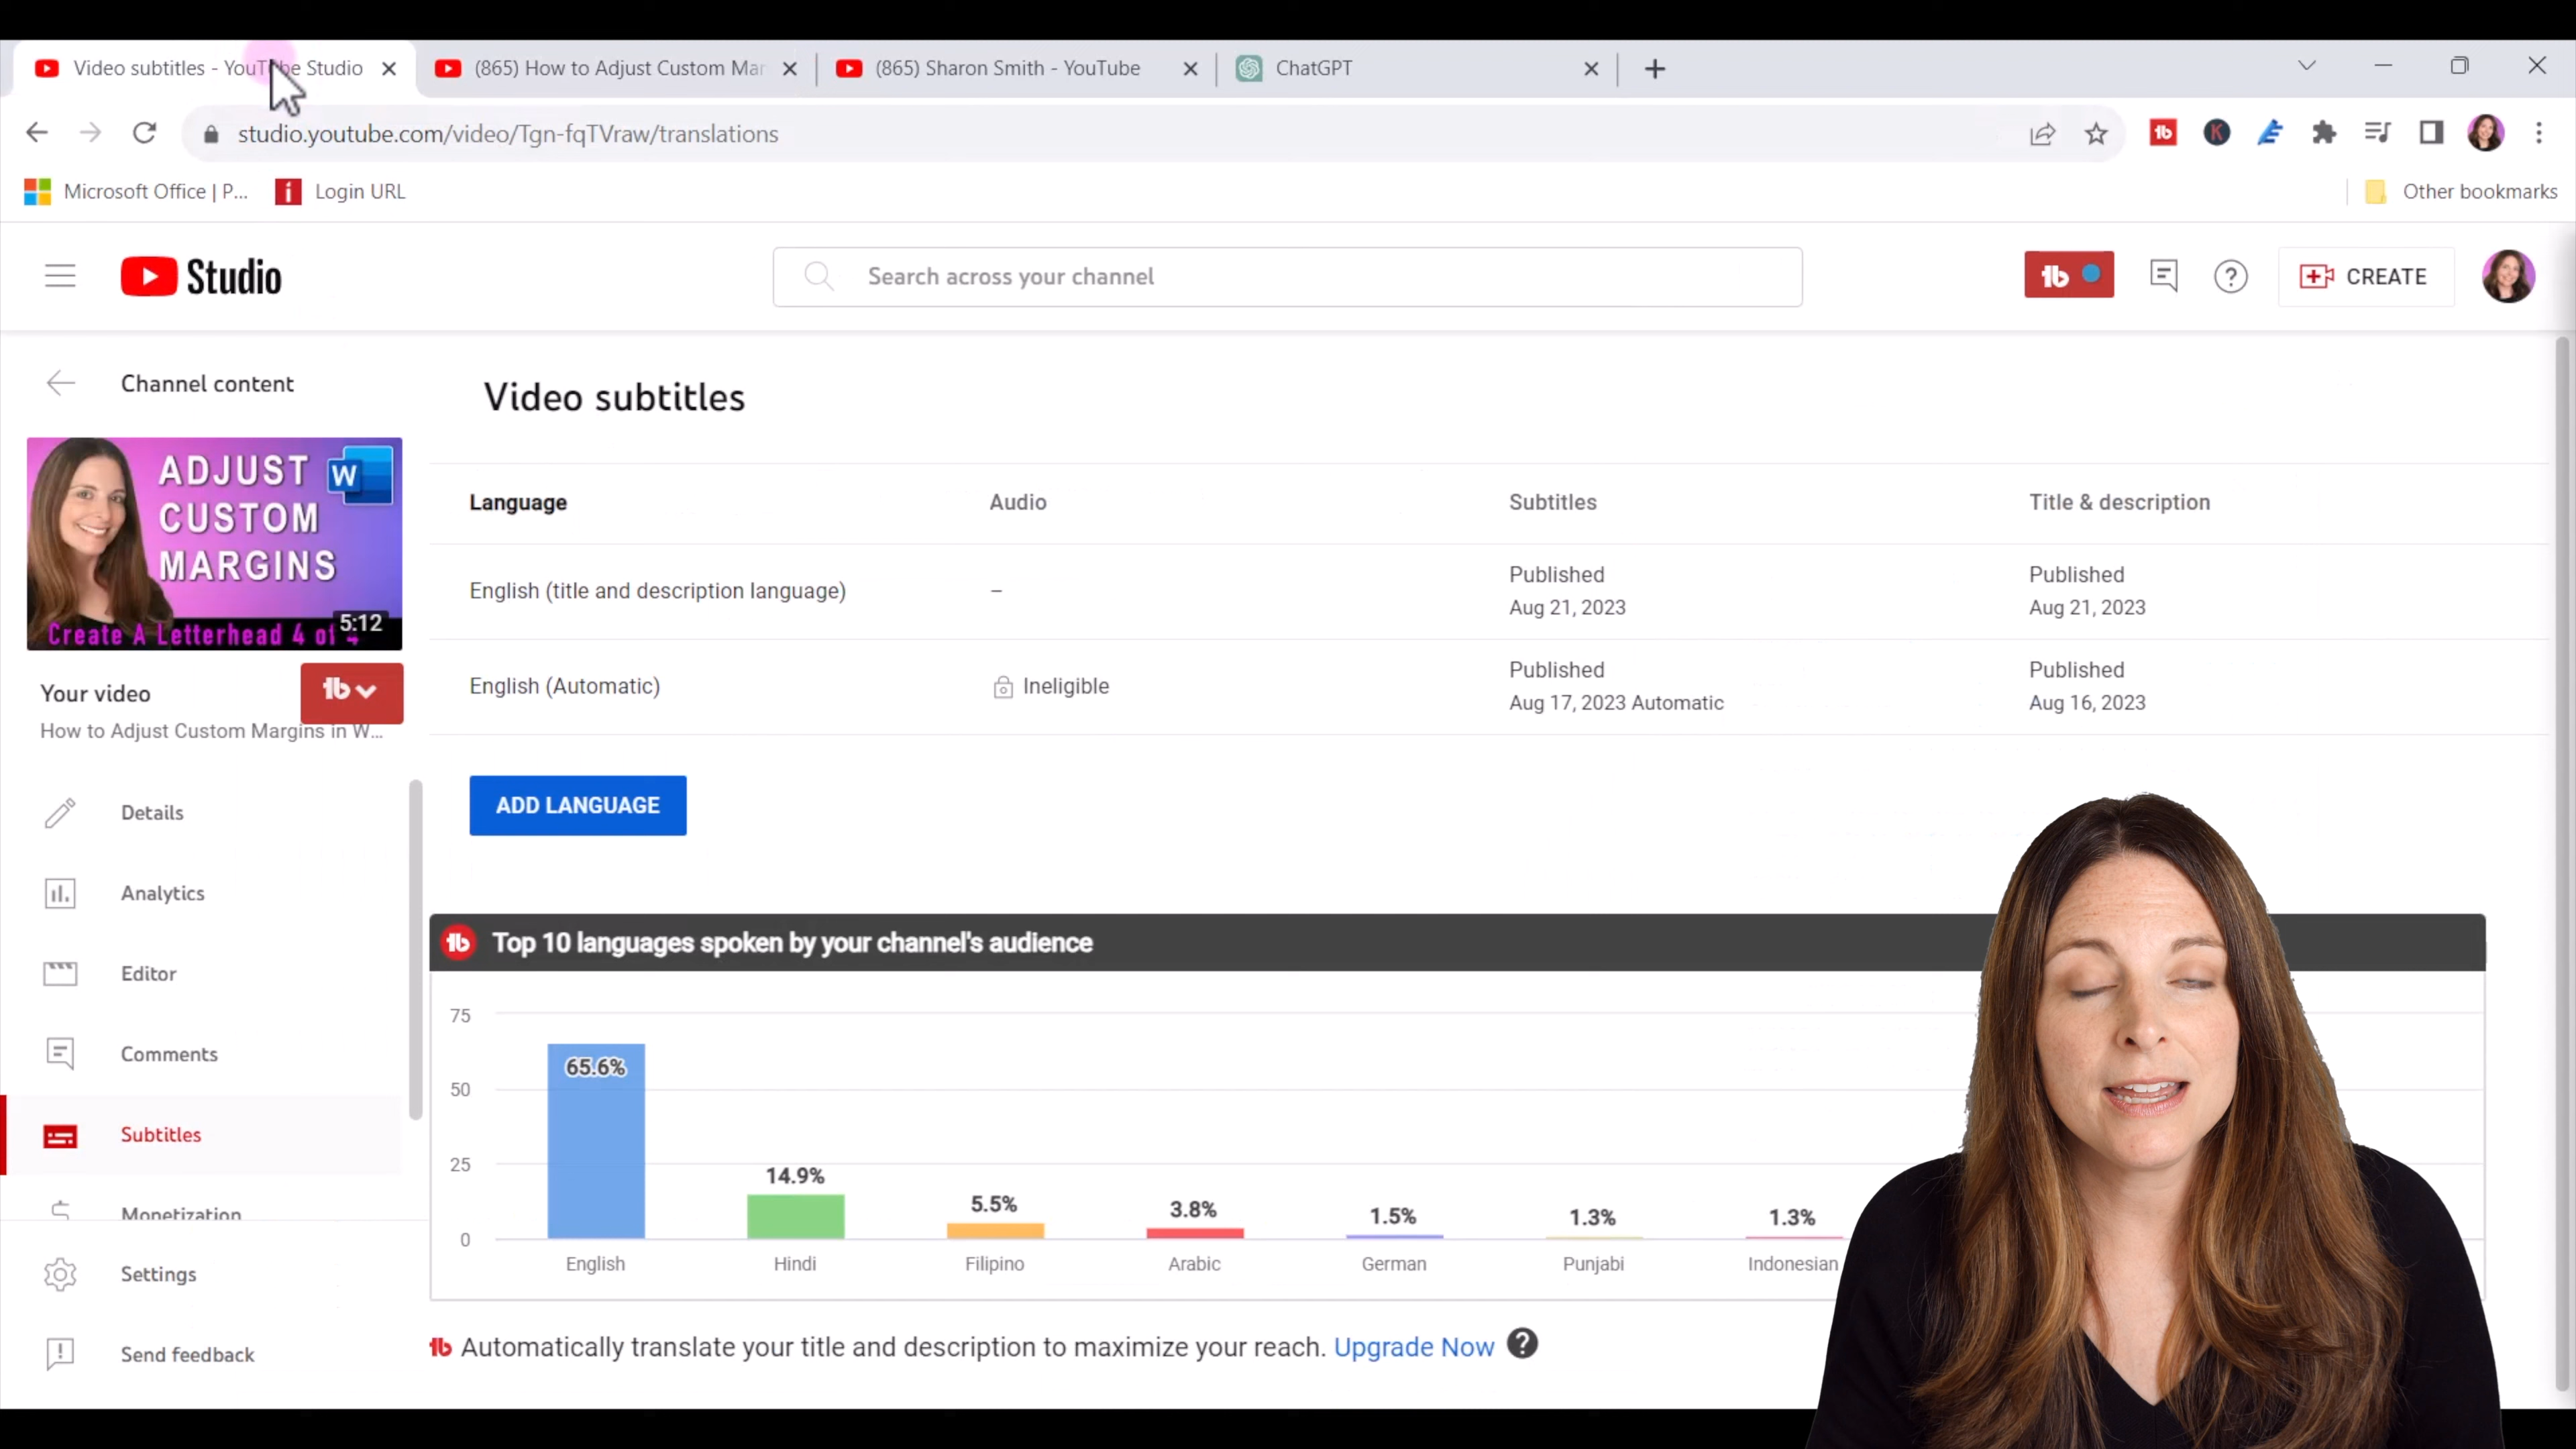 Video subtitles - YouTube Studio
(865) How to Adjust Custom Mar
(865) Sharon Smith - YouTube
ChatGPT
studio.youtube.com/video/Tgn-fqTVraw/translations
Microsoft Office | P...
Login URL
Other bookmarks
Studio
Search across your channel
CREATE
Channel content
ADJUST
CUSTOM
MARGINS
W
5:12
Create A Letterhead 4 of 4
Your video
How to Adjust Custom Margins in W...
Details
Analytics
Editor
Comments
Subtitles
Monetization
Settings
Send feedback
Video subtitles
Language Audio Subtitles Title & description
English (title and description language) – Published Published
Aug 21, 2023 Aug 21, 2023
English (Automatic) Ineligible Published Published
Aug 17, 2023 Automatic Aug 16, 2023
ADD LANGUAGE
Top 10 languages spoken by your channel's audience
75
50
25
0
65.6%
14.9%
5.5%
3.8%
1.5%
1.3%
1.3%
English Hindi Filipino Arabic German Punjabi Indonesian
Automatically translate your title and description to maximize your reach. Upgrade Now ?